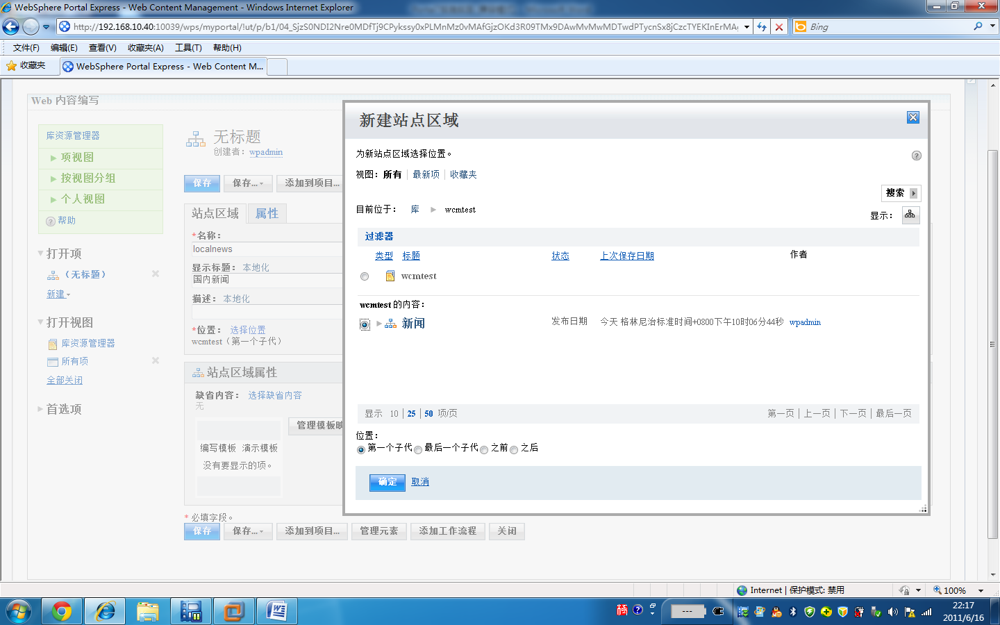 WebSphere Portal Express - Web Content Management - Windows Internet Explorer
http://192.168.10.40:10039/wps/myportal/lut/p/b1/04_SjzS0NDI2Nre0MDfTj9CPykssy0xPLMnMz0vMAfGjzOKd3R09TMx9DAwMvMwMDTwdPTycnSx8jCzcTYEKInErMA
Bing
文件(F) 编辑(E) 查看(V) 收藏夹(A) 工具(T) 帮助(H)
收藏夹
WebSphere Portal Express - Web Content M...
Web 内容编写
库资源管理器
项视图
按视图分组
个人视图
帮助
打开项
（无标题）
新建
打开视图
库资源管理器
所有项
全部关闭
首选项
无标题
创建者： wpadmin
保存 保存... 添加到项目...
站点区域 属性
*名称：
localnews
显示标题： 本地化
国内新闻
描述： 本地化
*位置： 选择位置
wcmtest（第一个子代）
站点区域属性
缺省内容： 选择缺省内容
无
管理模板映
编写模板 演示模板
没有要显示的项。
* 必填字段。
保存 保存... 添加到项目... 管理元素 添加工作流程 关闭
新建站点区域
为新站点区域选择位置。
视图：所有 最新项 收藏夹
搜索
目前位于： 库 wcmtest
显示：
过滤器
类型 标题 状态 上次保存日期 作者
wcmtest
wcmtest 的内容：
新闻 发布日期 今天 格林尼治标准时间+0800下午10时06分44秒 wpadmin
显示 10 | 25 | 50 项/页 第一页 | 上一页 | 下一页 | 最后一页
位置：
第一个子代 最后一个子代 之前 之后
确定 取消
Internet | 保护模式: 禁用
100%
---
22:17
2011/6/16